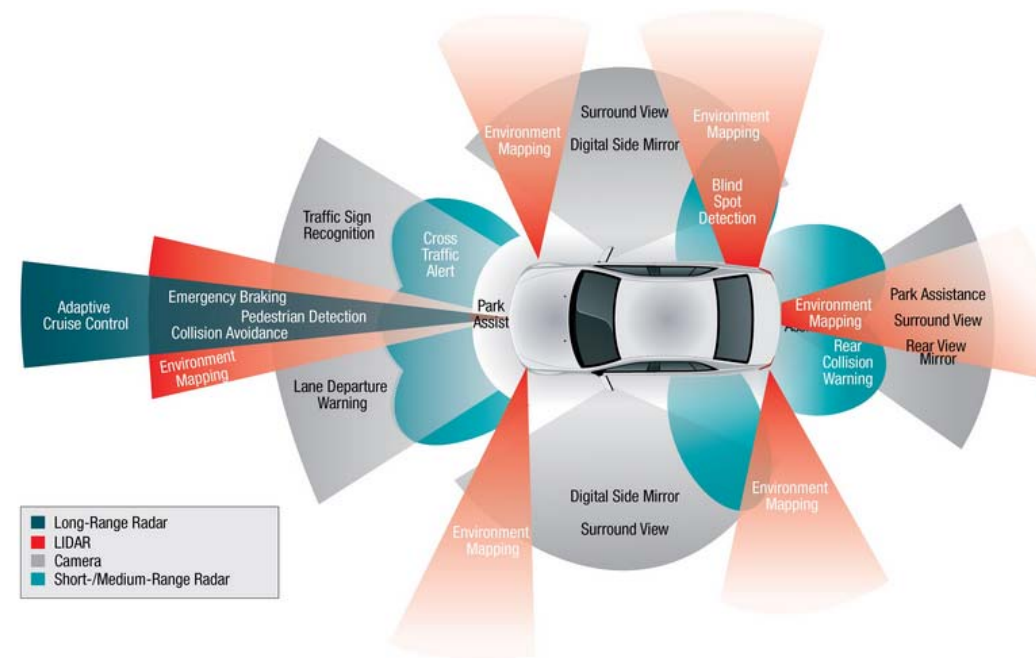 Surround View
Digital Side Mirror
Environment
Mapping
Environment
Mapping
Blind
Spot
Detection
Traffic Sign
Recognition
Cross
Traffic
Alert
Adaptive
Cruise Control
Emergency Braking
Pedestrian Detection
Collision Avoidance
Environment
Mapping
Lane Departure
Warning
Park
Assist
Environment
Mapping
Rear
Collision
Warning
Park Assistance
Surround View
Rear View
Mirror
Digital Side Mirror
Surround View
Environment
Mapping
Environment
Mapping
Long-Range Radar
LIDAR
Camera
Short-/Medium-Range Radar